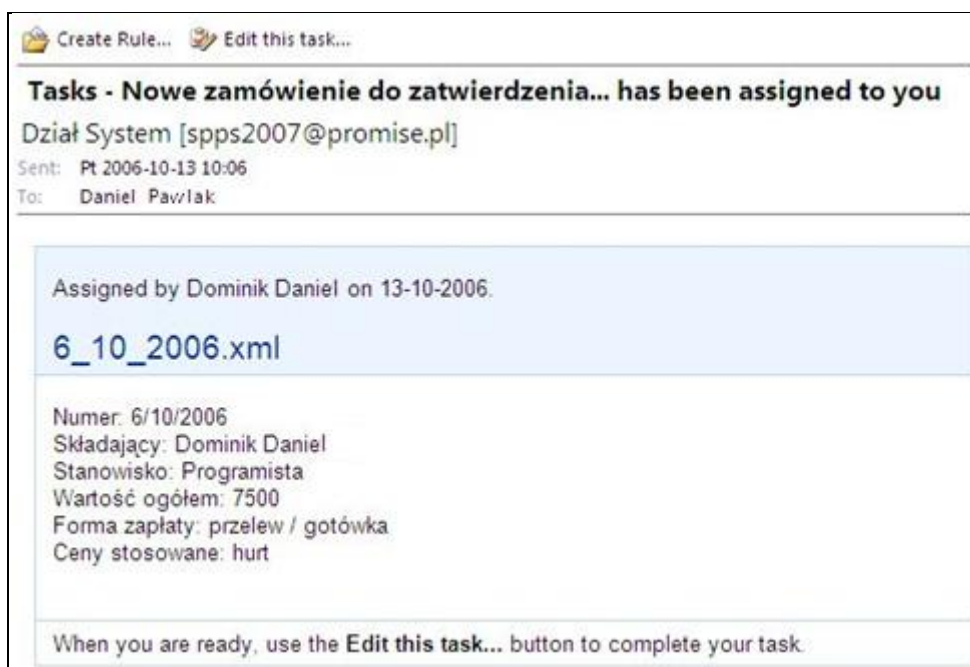 Create Rule... Edit this task...
Tasks - Nowe zamówienie do zatwierdzenia... has been assigned to you
Dział System [spps2007@promise.pl]
Sent: Pt 2006-10-13 10:06
To: Daniel Pawlak
Assigned by Dominik Daniel on 13-10-2006.
6_10_2006.xml
Numer: 6/10/2006
Składający: Dominik Daniel
Stanowisko: Programista
Wartość ogółem: 7500
Forma zapłaty: przelew / gotówka
Ceny stosowane: hurt
When you are ready, use the Edit this task... button to complete your task.